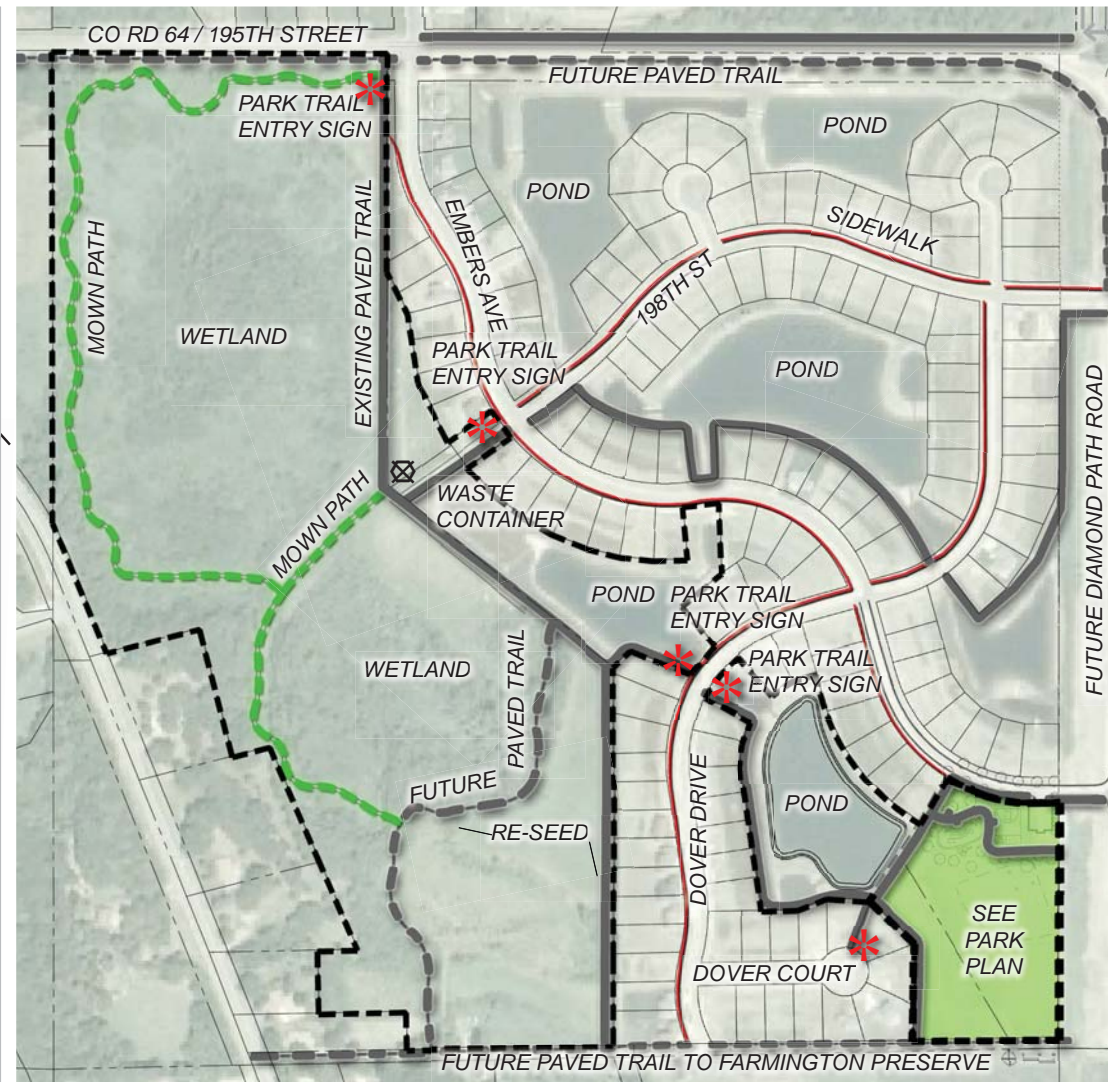 CO RD 64 / 195TH STREET
FUTURE PAVED TRAIL
PARK TRAIL
ENTRY SIGN
POND
POND
MOWN PATH
EXISTING PAVED TRAIL
EMBERS AVE
SIDEWALK
198TH ST
WETLAND
PARK TRAIL
ENTRY SIGN
POND
FUTURE DIAMOND PATH ROAD
MOWN PATH
WASTE
CONTAINER
POND
PARK TRAIL
ENTRY SIGN
PARK TRAIL
ENTRY SIGN
WETLAND
FUTURE
PAVED TRAIL
RE-SEED
DOVER DRIVE
POND
SEE
PARK
PLAN
DOVER COURT
FUTURE PAVED TRAIL TO FARMINGTON PRESERVE